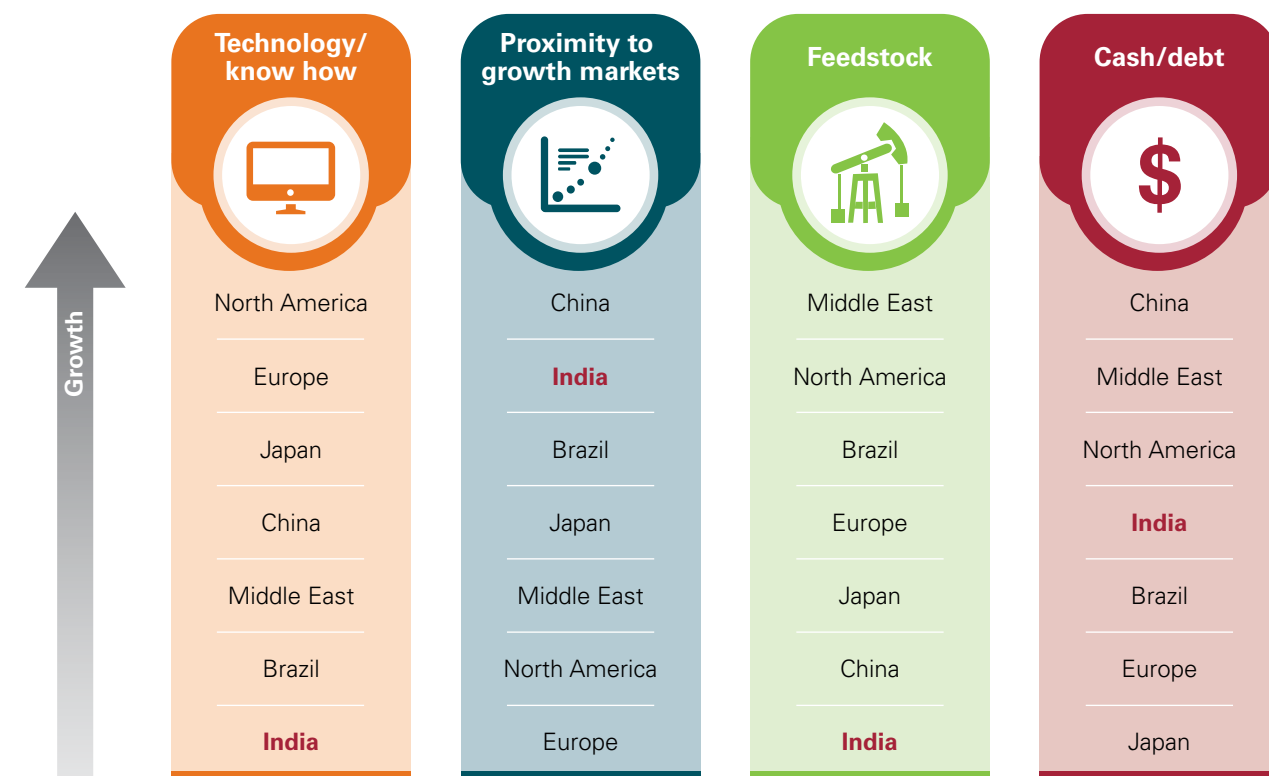 Technology/
know how
Proximity to
growth markets
Feedstock
Cash/debt
$
Growth
North America
Europe
Japan
China
Middle East
Brazil
India
China
India
Brazil
Japan
Middle East
North America
Europe
Middle East
North America
Brazil
Europe
Japan
China
India
China
Middle East
North America
India
Brazil
Europe
Japan